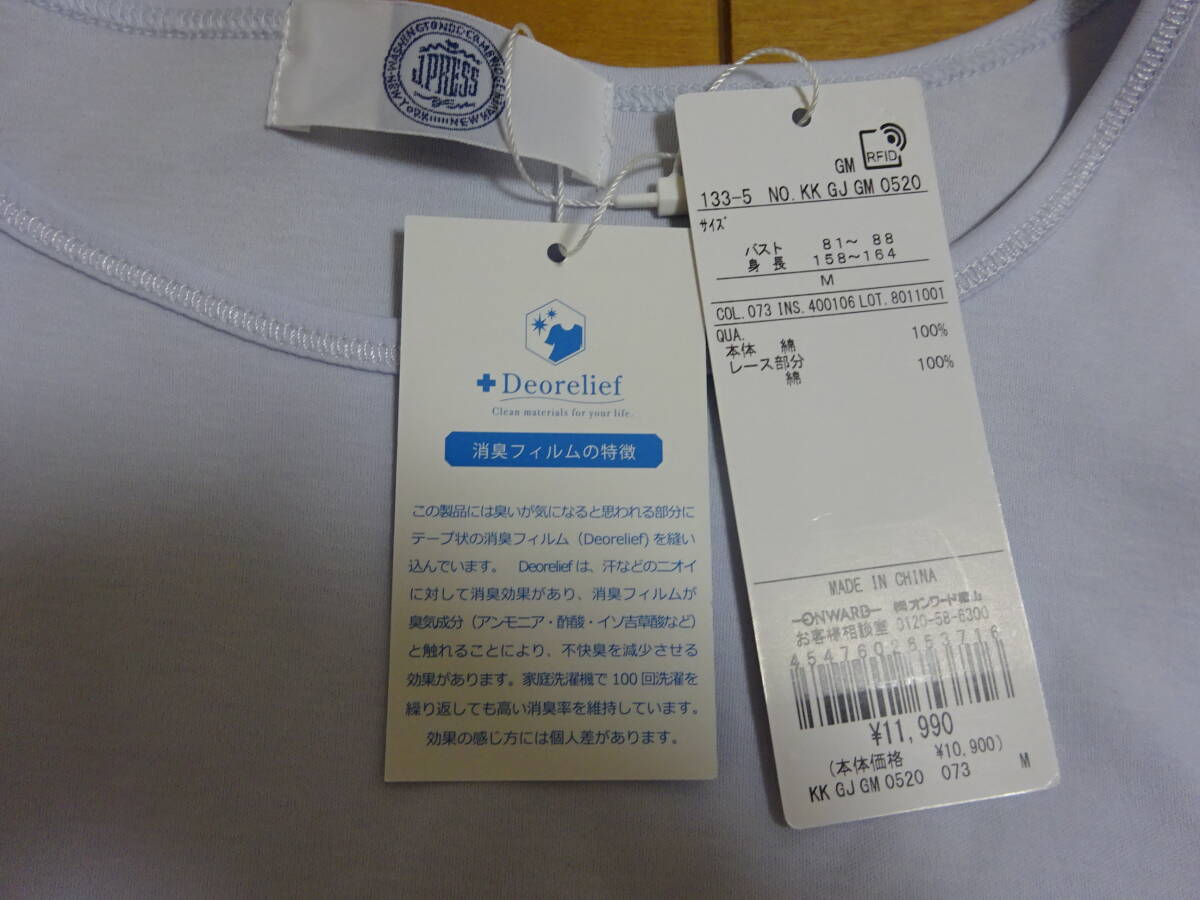 J.PRESS
NEW YORK
NEW HAVEN
Deorelief
Clean materials for your life.
消臭フィルムの特徴
この製品には臭いが気になると思われる部分に
テープ状の消臭フィルム（Deorelief)を縫い
込んでいます。 Deoreliefは、汗などのニオイ
に対して消臭効果があり、消臭フィルムが
臭気成分（アンモニア・酢酸・イソ吉草酸など）
と触れることにより、不快臭を減少させる
効果があります。家庭洗濯機で100回洗濯を
繰り返しても高い消臭率を維持しています。
効果の感じ方には個人差があります。
GM RFID
133-5 NO. KK GJ GM 0520
サイズ
バスト 81～ 88
身長 158～164
M
COL. 073 INS. 400106 LOT. 8011001
QUA.
本体 綿 100%
レース部分
綿 100%
MADE IN CHINA
ONWARD ㈱オンワード樫山
お客様相談室 0120-58-6300
4547602653716
¥11,990
(本体価格 ¥10,900)
KK GJ GM 0520 073 M